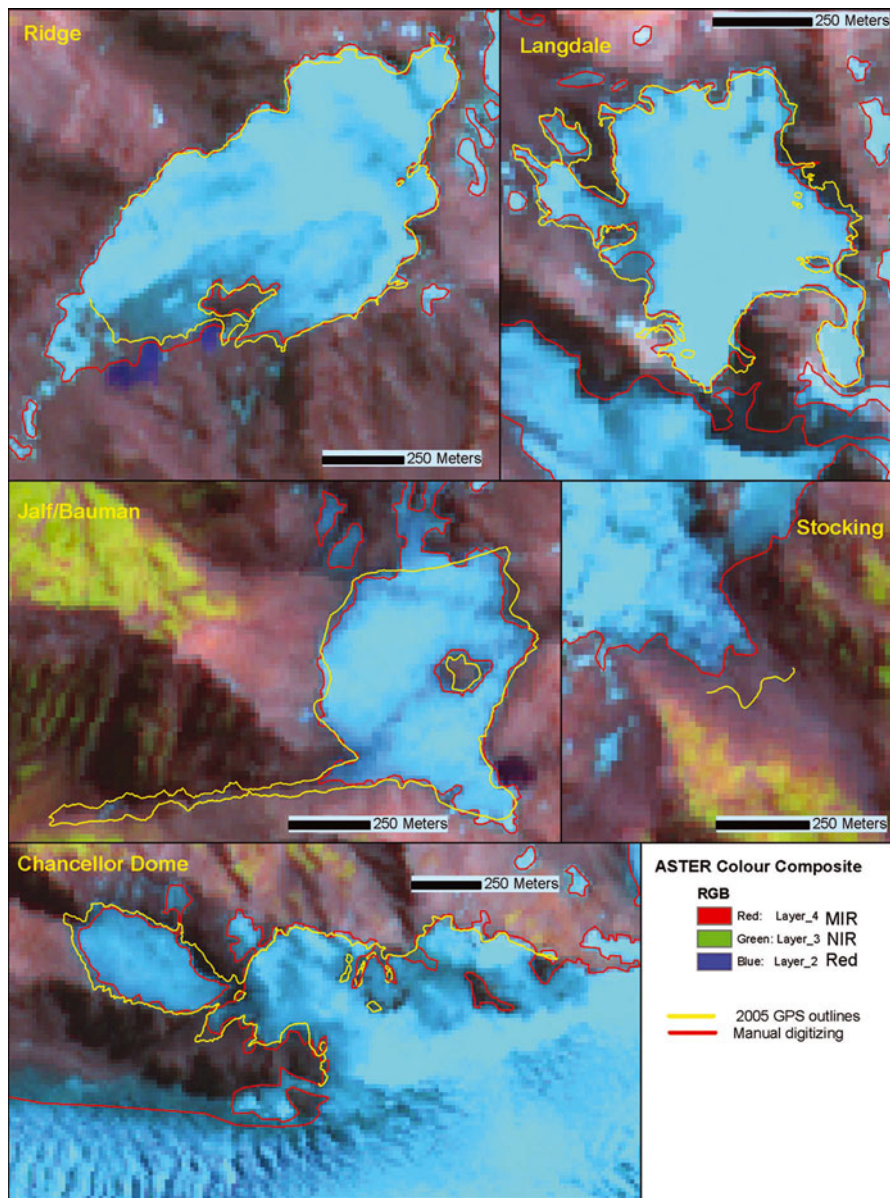 Ridge
250 Meters
Langdale
250 Meters
Jalf/Bauman
250 Meters
Stocking
250 Meters
Chancellor Dome
250 Meters
ASTER Colour Composite
RGB
Red: Layer_4 MIR
Green: Layer_3 NIR
Blue: Layer_2 Red
2005 GPS outlines
Manual digitizing